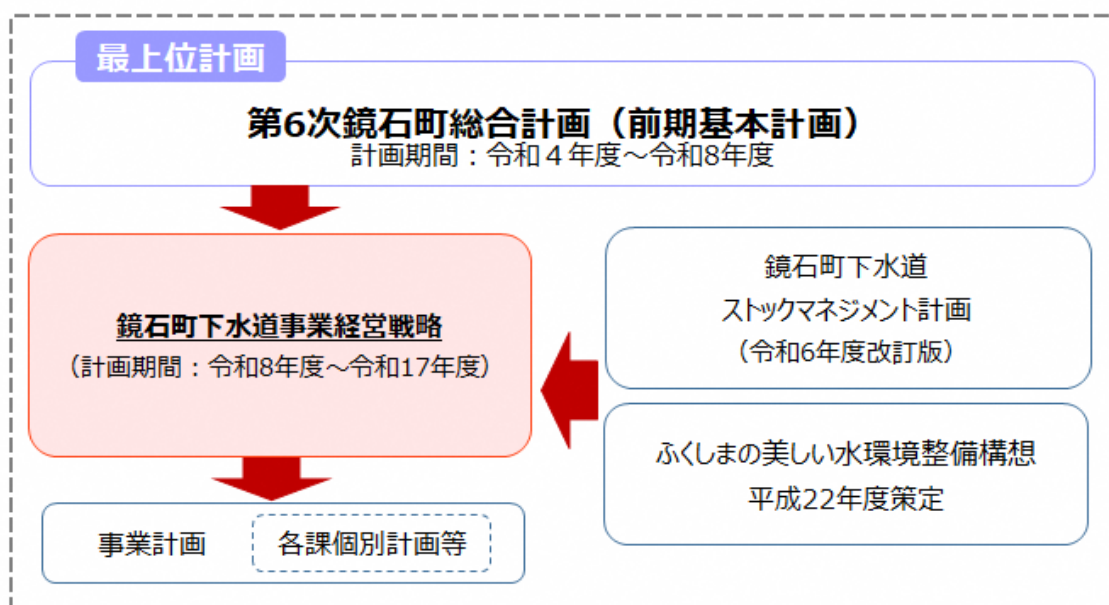 最上位計画
第6次鏡石町総合計画（前期基本計画）
計画期間：令和４年度～令和8年度
鏡石町下水道事業経営戦略
（計画期間：令和8年度～令和17年度）
鏡石町下水道
ストックマネジメント計画
（令和6年度改訂版）
ふくしまの美しい水環境整備構想
平成22年度策定
事業計画
各課個別計画等